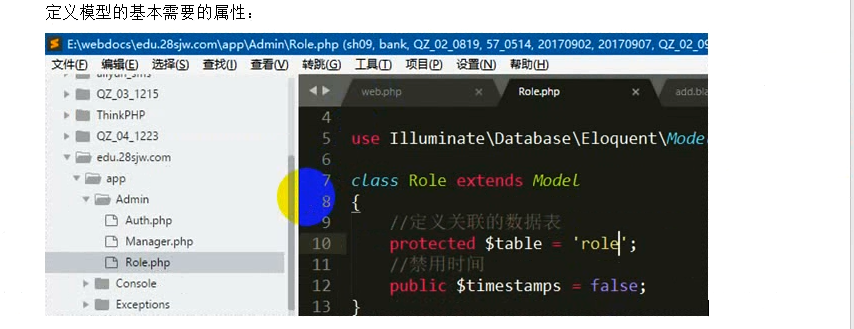 定义模型的基本需要的属性：
E:\webdocs\edu.28sjw.com\app\Admin\Role.php (sh09, bank, QZ_02_0819, 57_0514, 20170902, 20170907, QZ_02_09
文件(F) 编辑(E) 选择(S) 查找(I) 查看(V) 转跳(G) 工具(T) 项目(P) 设置(N) 帮助(H)
aliyun_sms
QZ_03_1215
ThinkPHP
QZ_04_1223
edu.28sjw.com
app
Admin
Auth.php
Manager.php
Role.php
Console
Exceptions
web.php Role.php add.bla
4
5 use Illuminate\Database\Eloquent\Mode
6
7 class Role extends Model
8 {
9 //定义关联的数据表
10 protected $table = 'role';
11 //禁用时间
12 public $timestamps = false;
13 }